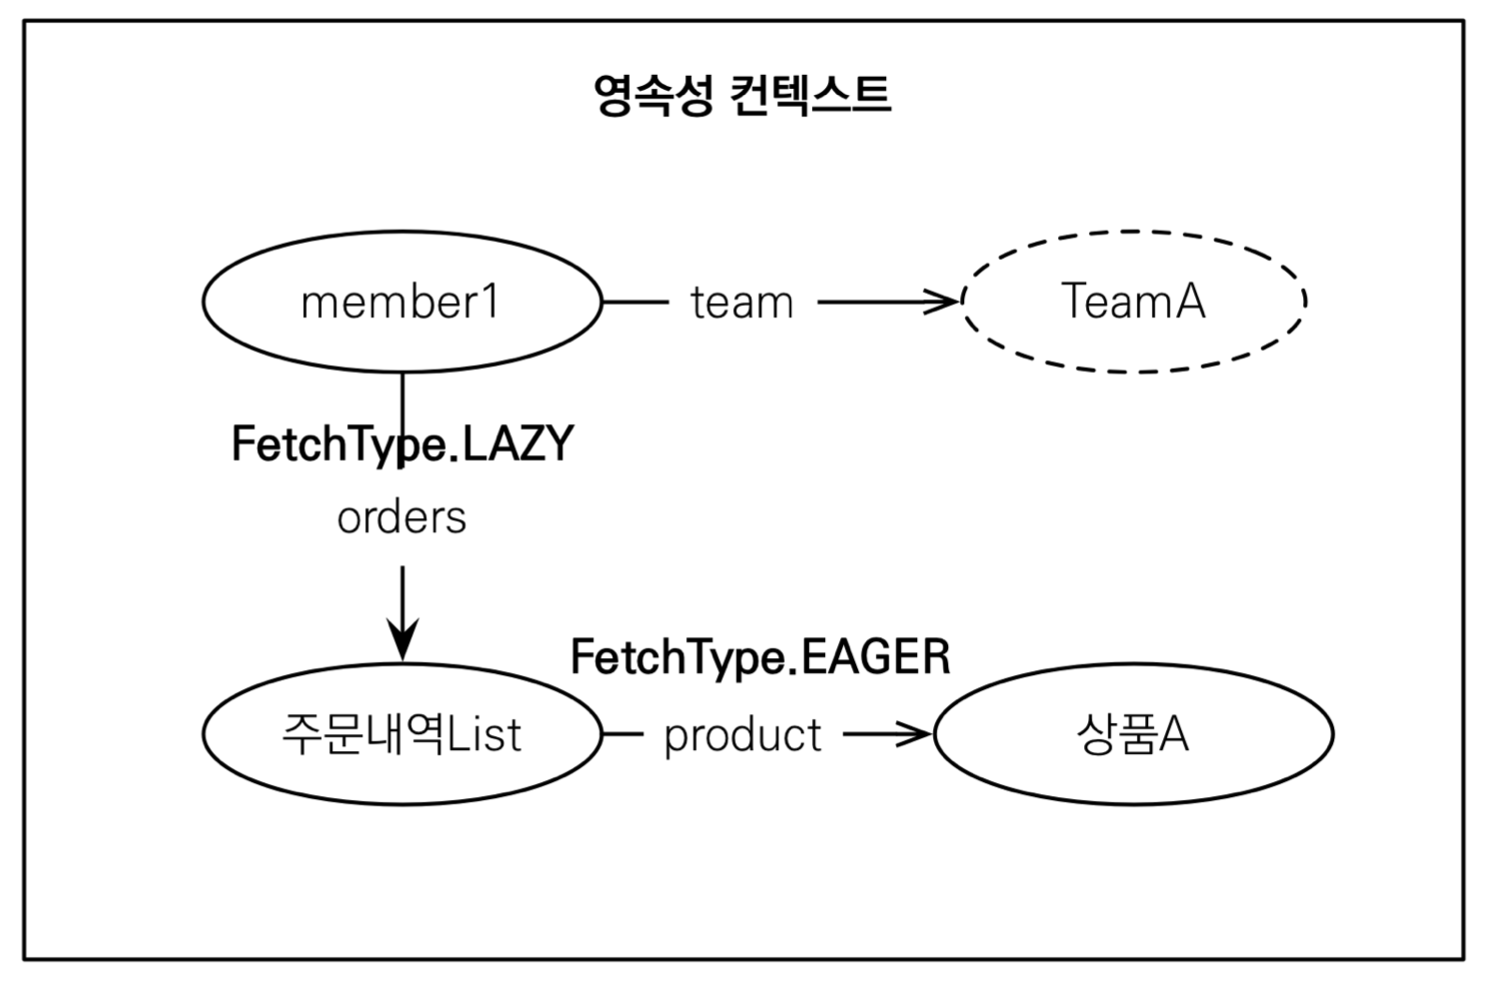 영속성 컨텍스트
member1
team
TeamA
FetchType.LAZY
orders
FetchType.EAGER
주문내역List
product
상품A